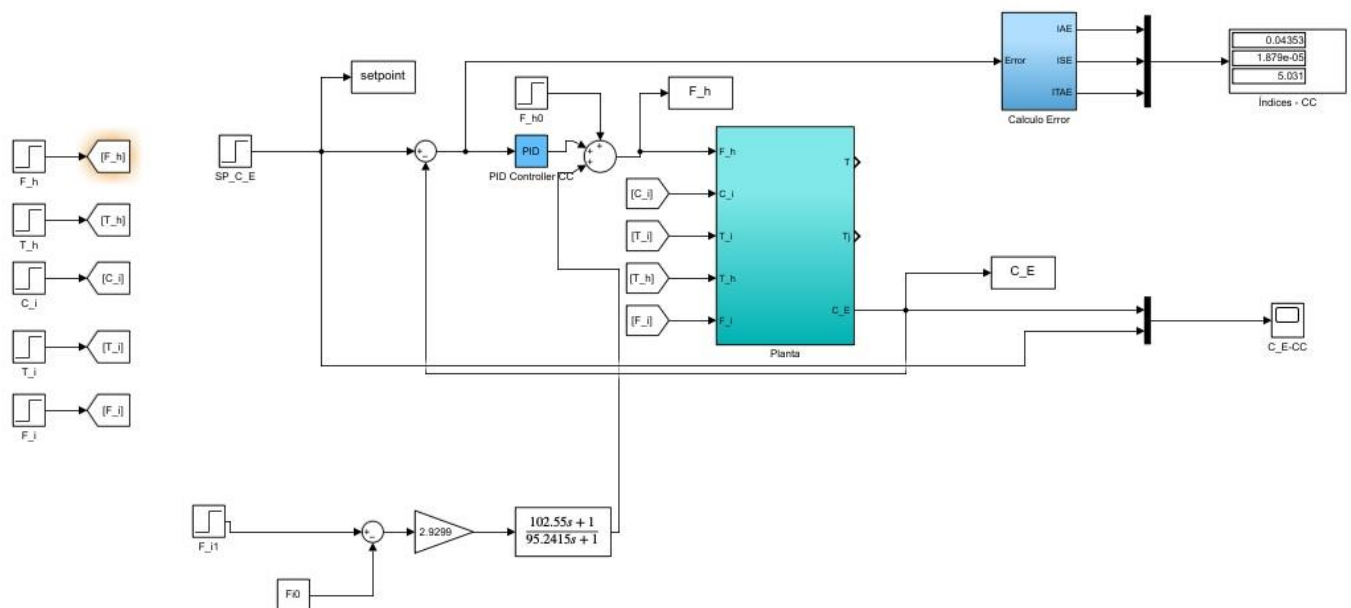 IAE
Error
ISE
ITAE
Calculo Error
0.04353
1.879e-05
5.031
Índices - CC
setpoint
F_h0
F_h
[F_h]
F_h
SP_C_E
PID
PID Controller CC
F_h
T
[T_h]
T_h
[C_i]
C_i
[C_i]
C_i
[T_i]
T_i
Tj
[T_h]
T_h
[F_i]
F_i
C_E
Planta
C_E
C_E-CC
[T_i]
T_i
[F_i]
F_i
F_i1
2.9299
102.55s + 1
95.2415s + 1
Fi0